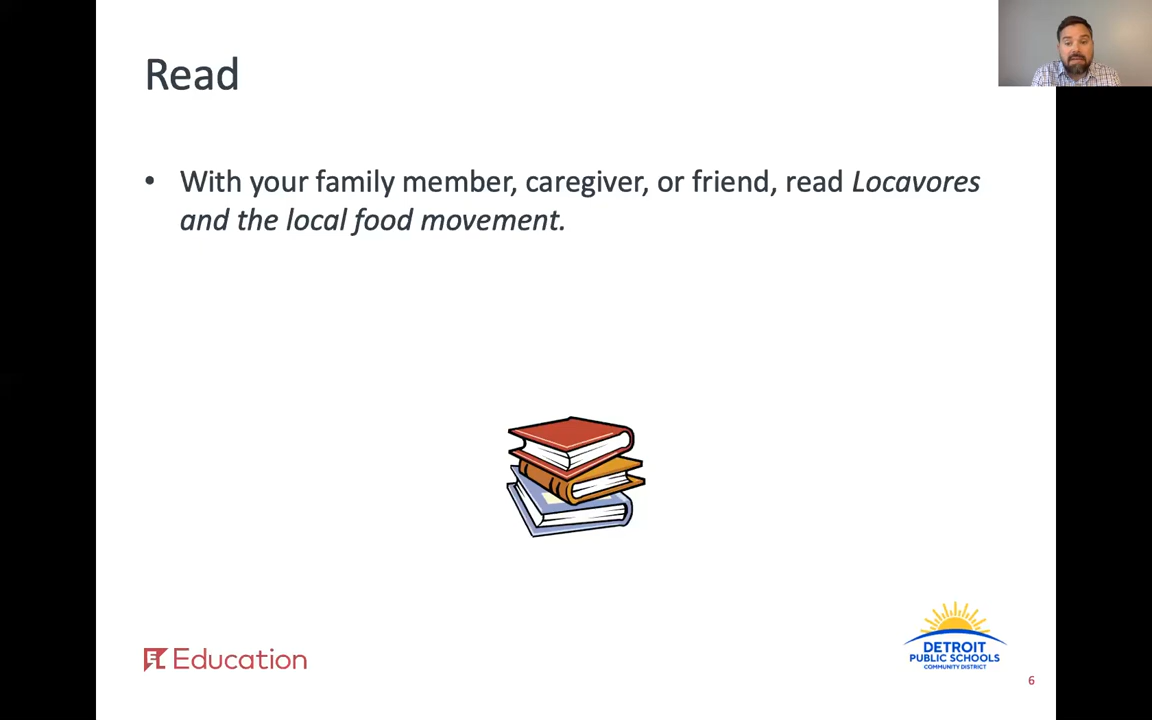 Read
• With your family member, caregiver, or friend, read Locavores
and the local food movement.
EL Education
DETROIT
PUBLIC SCHOOLS
COMMUNITY DISTRICT
6